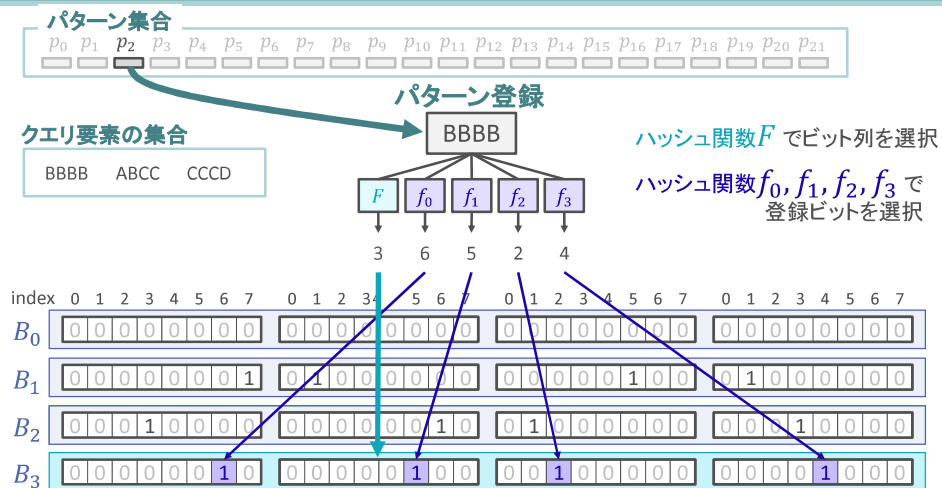 パターン集合
p0 p1 p2 p3 p4 p5 p6 p7 p8 p9 p10 p11 p12 p13 p14 p15 p16 p17 p18 p19 p20 p21
パターン登録
クエリ要素の集合
BBBB ABCC CCCD
BBBB
ハッシュ関数F でビット列を選択
ハッシュ関数f0, f1, f2, f3 で
登録ビットを選択
F f0 f1 f2 f3
3 6 5 2 4
index 0 1 2 3 4 5 6 7 0 1 2 3 4 5 6 7 0 1 2 3 4 5 6 7 0 1 2 3 4 5 6 7
B0 0 0 0 0 0 0 0 0 0 0 0 0 0 0 0 0 0 0 0 0 0 0 0 0 0 0 0 0 0 0 0 0
B1 0 0 0 0 0 0 0 1 0 1 0 0 0 0 0 0 0 0 0 0 0 1 0 0 0 1 0 0 0 0 0 0
B2 0 0 0 1 0 0 0 0 0 0 0 0 0 0 1 0 0 1 0 0 0 0 0 0 0 0 0 1 0 0 0 0
B3 0 0 0 0 0 0 1 0 0 0 0 0 0 1 0 0 0 0 1 0 0 0 0 0 0 0 0 0 1 0 0 0